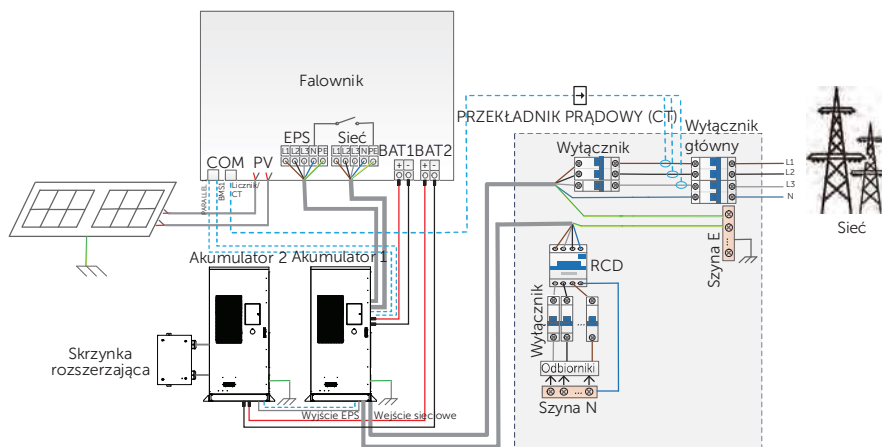 Falownik
PRZEKŁADNIK PRĄDOWY (CT)
EPS
Sieć
BAT1
BAT2
L1 L2 L3 N PE
L1 L2 L3 N PE
+ -
+ -
COM
PV
PARALLEL
BMS1
Licznik/
CT
Wyłącznik
Wyłącznik
główny
L1
L2
L3
N
Sieć
Szyna E
RCD
Wyłącznik
...
Odbiorniki
...
Szyna N
Akumulator 2
Akumulator 1
Skrzynka
rozszerzająca
Wyjście EPS
Wejście sieciowe